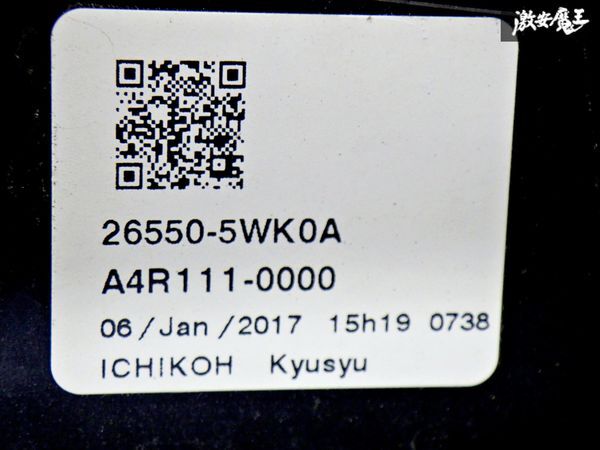 激安魔王
26550-5WK0A
A4R111-0000
06/Jan/2017 15h19 0738
ICHIKOH Kyusyu